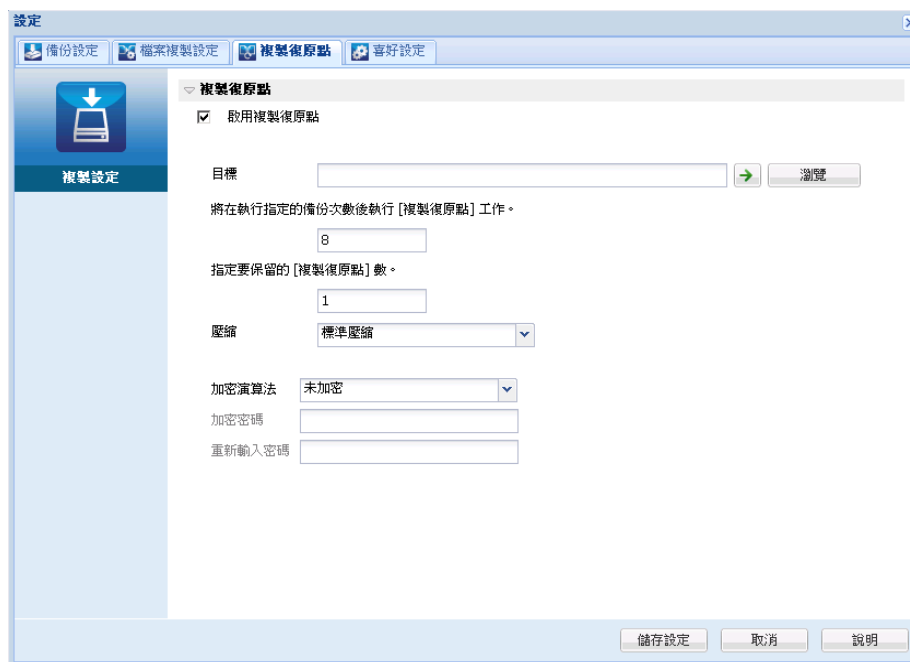 設定
備份設定 檔案複製設定 複製復原點 喜好設定
複製設定
複製復原點
啟用複製復原點
目標 瀏覽
將在執行指定的備份次數後執行 [複製復原點] 工作。
8
指定要保留的 [複製復原點] 數。
1
壓縮 標準壓縮
加密演算法 未加密
加密密碼
重新輸入密碼
儲存設定 取消 說明